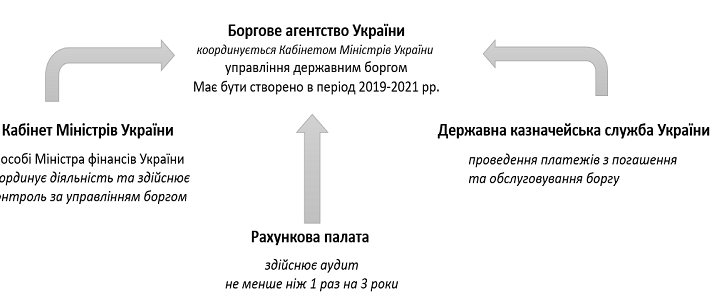 Боргове агентство України
координується Кабінетом Міністрів України
управління державним боргом
Має бути створено в період 2019-2021 рр.
Кабінет Міністрів України
особі Міністра фінансів України
ординує діяльність та здійснює
онтроль за управлінням боргом
Державна казначейська служба України
проведення платежів з погашення
та обслуговування боргу
Рахункова палата
здійснює аудит
не менше ніж 1 раз на 3 роки